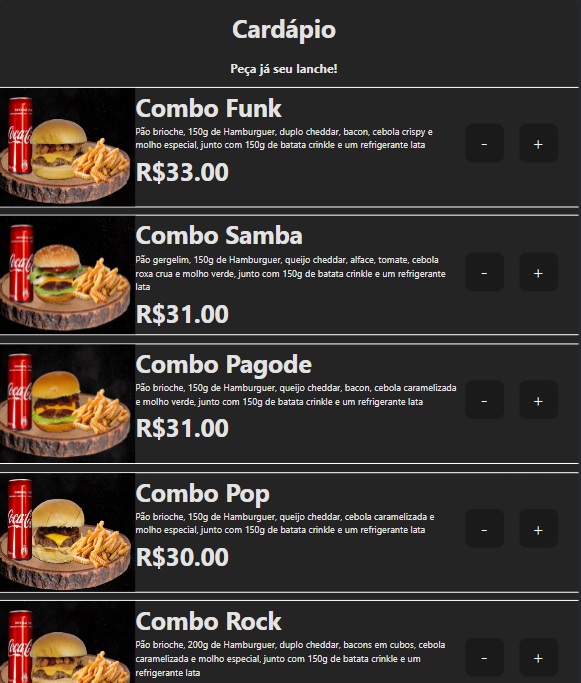 Cardápio
Peça já seu lanche!
Combo Funk
Pão brioche, 150g de Hamburguer, duplo cheddar, bacon, cebola crispy e
molho especial, junto com 150g de batata crinkle e um refrigerante lata
R$33.00
- +
Combo Samba
Pão gergelim, 150g de Hamburguer, queijo cheddar, alface, tomate, cebola
roxa crua e molho verde, junto com 150g de batata crinkle e um refrigerante
lata
R$31.00
- +
Combo Pagode
Pão brioche, 150g de Hamburguer, queijo cheddar, bacon, cebola caramelizada
e molho verde, junto com 150g de batata crinkle e um refrigerante lata
R$31.00
- +
Combo Pop
Pão brioche, 150g de Hamburguer, queijo cheddar, cebola caramelizada e
molho especial, junto com 150g de batata crinkle e um refrigerante lata
R$30.00
- +
Combo Rock
Pão brioche, 200g de Hamburguer, duplo cheddar, bacons em cubos, cebola
caramelizada e molho especial, junto com 150g de batata crinkle e um
refrigerante lata
- +